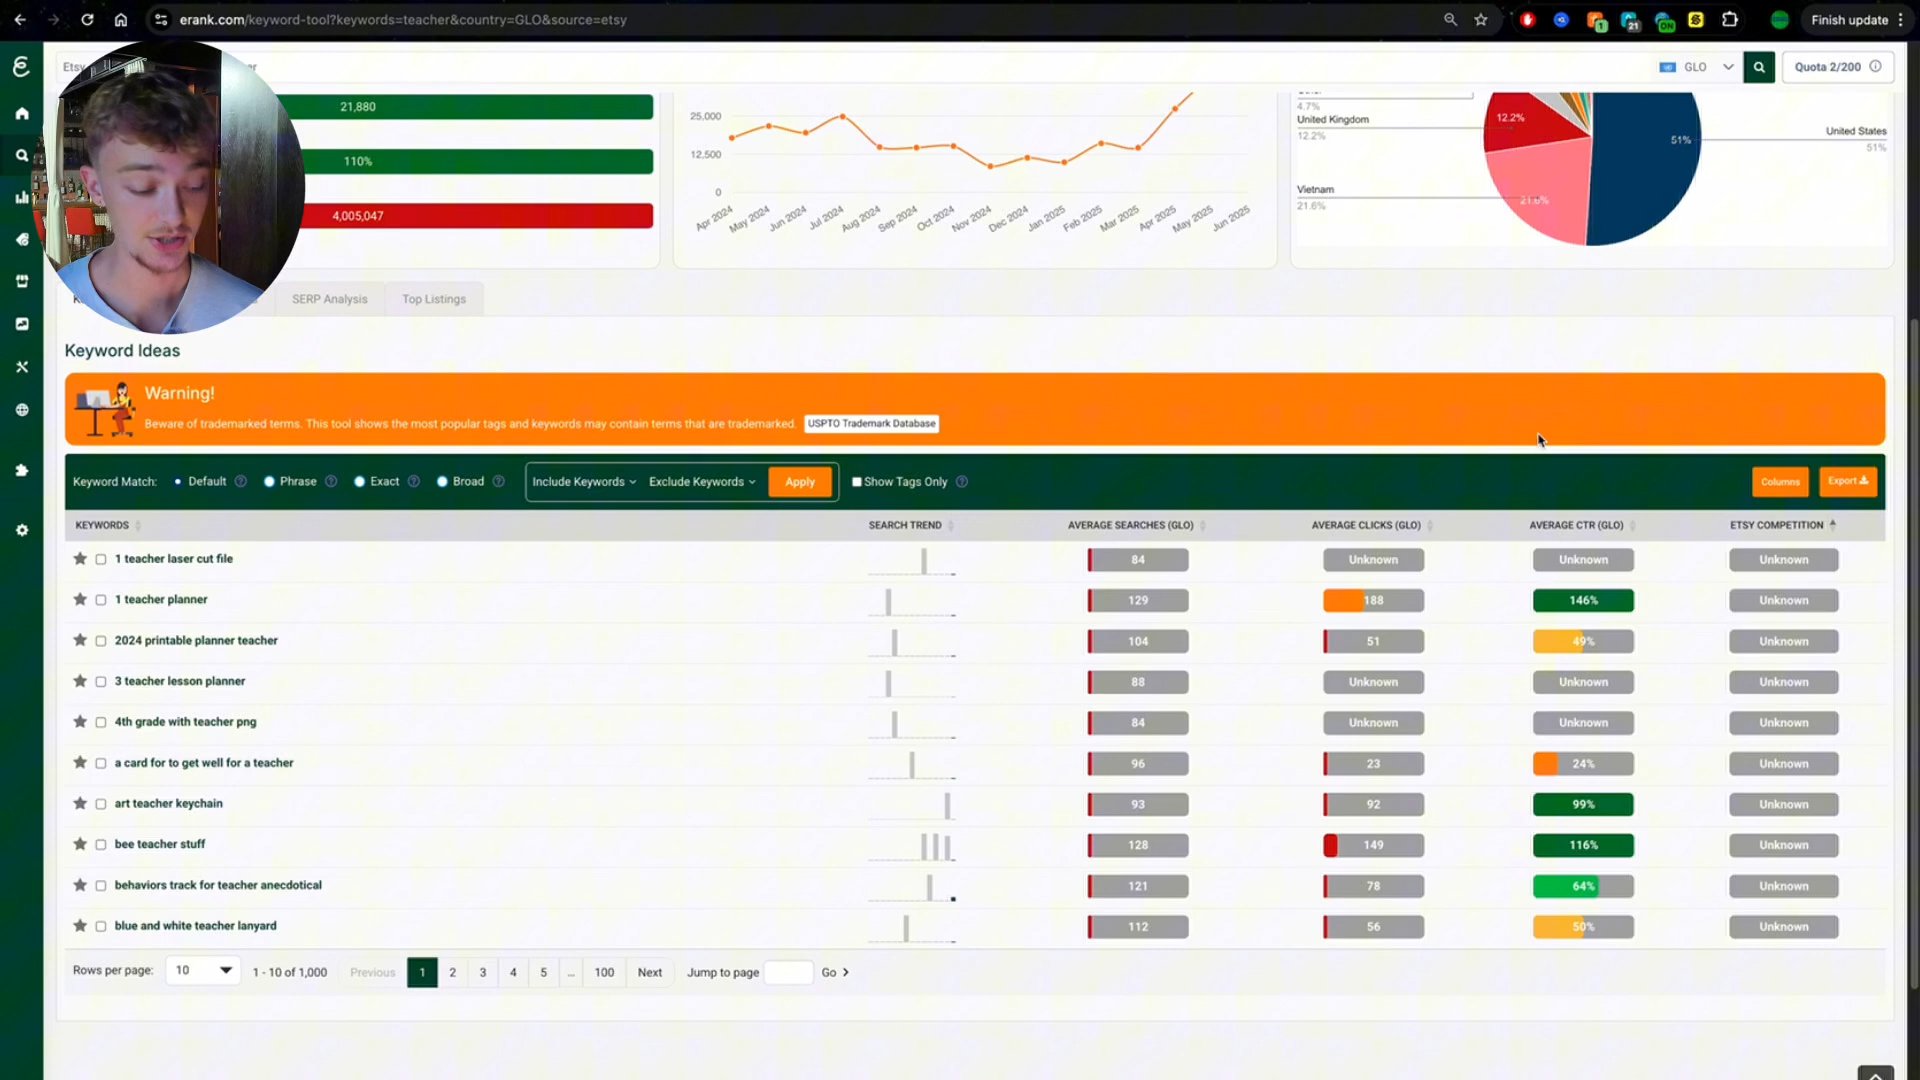 erank.com/keyword-tool?keywords=teacher&country=GLO&source=etsy
Finish update
1
21
ON
Ets
er
GLO
Quota 2/200
21,880
110%
4,005,047
25,000
12,500
0
Apr 2024
May 2024
Jun 2024
Jul 2024
Aug 2024
Sep 2024
Oct 2024
Nov 2024
Dec 2024
Jan 2025
Feb 2025
Mar 2025
Apr 2025
May 2025
Jun 2025
4.7%
United Kingdom
12.2%
12.2%
United States
51%
51%
Vietnam
21.6%
21.6%
SERP Analysis
Top Listings
Keyword Ideas
Warning!
Beware of trademarked terms. This tool shows the most popular tags and keywords may contain terms that are trademarked. USPTO Trademark Database
Keyword Match: Default Phrase Exact Broad Include Keywords Exclude Keywords Apply Show Tags Only Columns Export
KEYWORDS SEARCH TREND AVERAGE SEARCHES (GLO) AVERAGE CLICKS (GLO) AVERAGE CTR (GLO) ETSY COMPETITION
1 teacher laser cut file 84 Unknown Unknown Unknown
1 teacher planner 129 188 146% Unknown
2024 printable planner teacher 104 51 49% Unknown
3 teacher lesson planner 88 Unknown Unknown Unknown
4th grade with teacher png 84 Unknown Unknown Unknown
a card for to get well for a teacher 96 23 24% Unknown
art teacher keychain 93 92 99% Unknown
bee teacher stuff 128 149 116% Unknown
behaviors track for teacher anecdotical 121 78 64% Unknown
blue and white teacher lanyard 112 56 50% Unknown
Rows per page: 10 1 - 10 of 1,000 Previous 1 2 3 4 5 ... 100 Next Jump to page Go